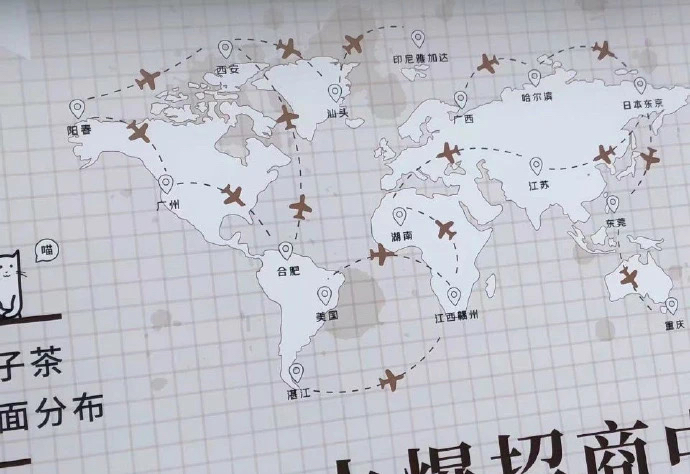 西安
印尼雅加达
阳春
汕头
广西
哈尔滨
日本东京
广州
江苏
湖南
东莞
喵
合肥
美国
江西赣州
重庆
子茶
湛江
面分布
火爆招商中